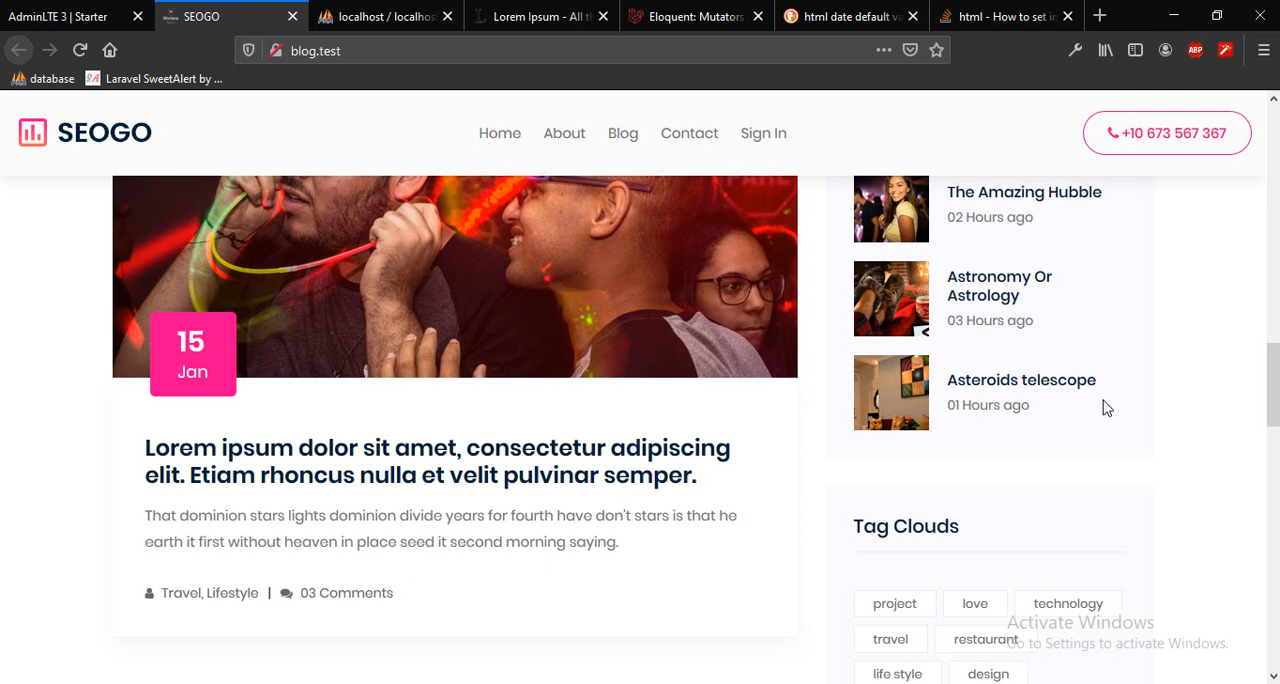 AdminLTE 3 | Starter
SEOGO
localhost / localhos
Lorem Ipsum - All t
Eloquent: Mutators
html date default va
html - How to set in
blog.test
ABP
database
Laravel SweetAlert by ...
SEOGO
Home
About
Blog
Contact
Sign In
+10 673 567 367
The Amazing Hubble
02 Hours ago
Astronomy Or
Astrology
03 Hours ago
Asteroids telescope
01 Hours ago
15
Jan
Lorem ipsum dolor sit amet, consectetur adipiscing
elit. Etiam rhoncus nulla et velit pulvinar semper.
That dominion stars lights dominion divide years for fourth have don't stars is that he
earth it first without heaven in place seed it second morning saying.
Travel, Lifestyle | 03 Comments
Tag Clouds
project
love
technology
travel
restaurant
life style
design
Activate Windows
Go to Settings to activate Windows.